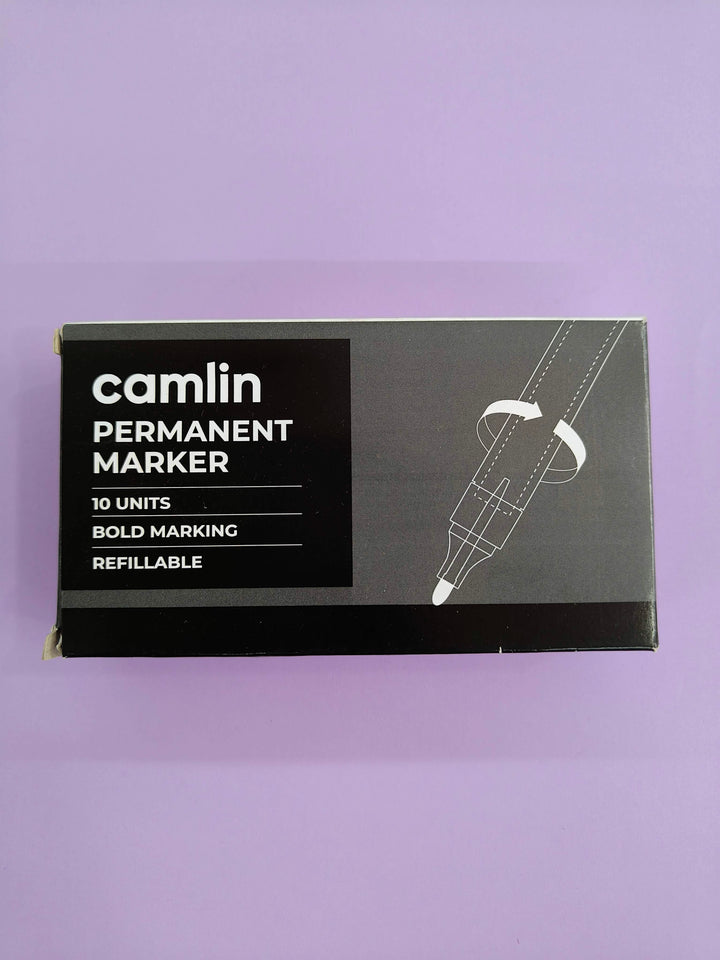 camlin
PERMANENT
MARKER
10 UNITS
BOLD MARKING
REFILLABLE